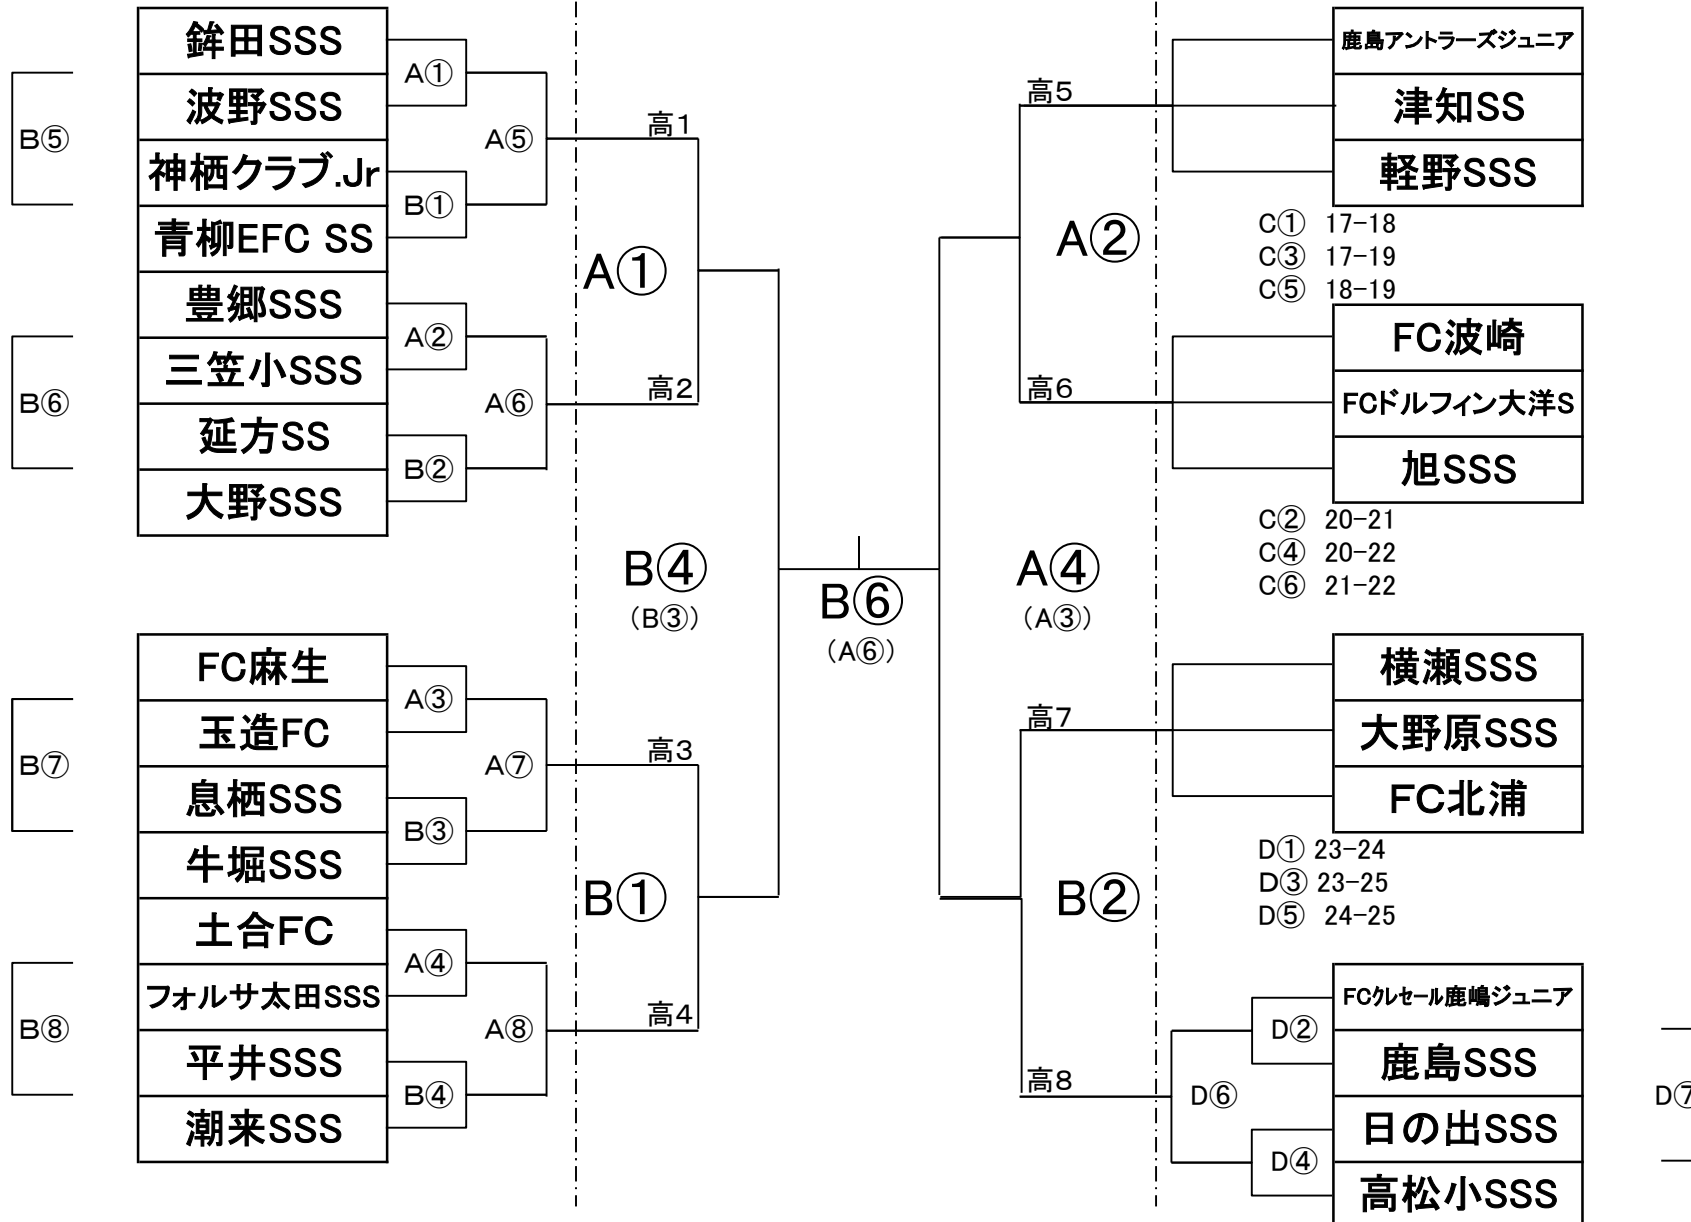 鉾田SSS
波野SSS
神栖クラブ.Jr
青柳EFC SS
豊郷SSS
三笠小SSS
延方SS
大野SSS
A①
B①
A②
B②
A⑤
A⑥
B⑤
B⑥
高1
高2
A①
FC麻生
玉造FC
息栖SSS
牛堀SSS
土合FC
フォルサ太田SSS
平井SSS
潮来SSS
A③
B③
A④
B④
A⑦
A⑧
B⑦
B⑧
高3
高4
B①
B④
（B③）
B⑥
（A⑥）
A④
（A③）
高5
高6
A②
鹿島アントラーズジュニア
津知SS
軽野SSS
C① 17-18
C③ 17-19
C⑤ 18-19
FC波崎
FCドルフィン大洋S
旭SSS
C② 20-21
C④ 20-22
C⑥ 21-22
高7
高8
B②
横瀬SSS
大野原SSS
FC北浦
D① 23-24
D③ 23-25
D⑤ 24-25
FCクレセール鹿嶋ジュニア
鹿島SSS
日の出SSS
高松小SSS
D②
D④
D⑥
D⑦